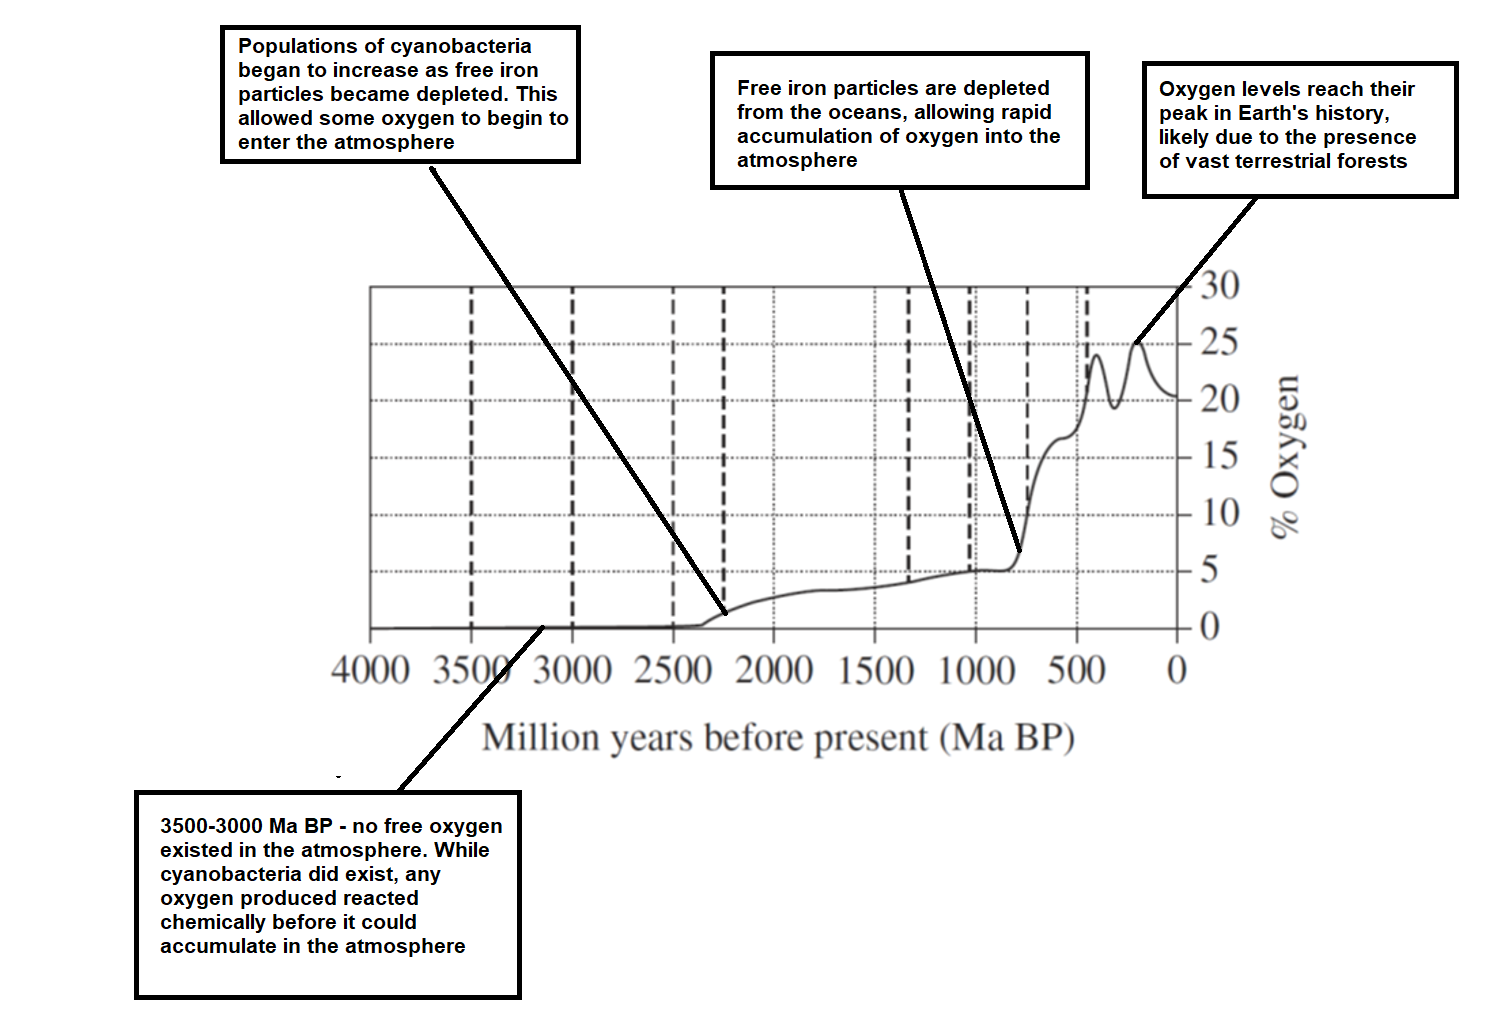 Populations of cyanobacteria
began to increase as free iron
particles became depleted. This
allowed some oxygen to begin to
enter the atmosphere
Free iron particles are depleted
from the oceans, allowing rapid
accumulation of oxygen into the
atmosphere
Oxygen levels reach their
peak in Earth's history,
likely due to the presence
of vast terrestrial forests
30
25
20
15
10
5
0
% Oxygen
4000 3500 3000 2500 2000 1500 1000 500 0
Million years before present (Ma BP)
3500-3000 Ma BP - no free oxygen
existed in the atmosphere. While
cyanobacteria did exist, any
oxygen produced reacted
chemically before it could
accumulate in the atmosphere